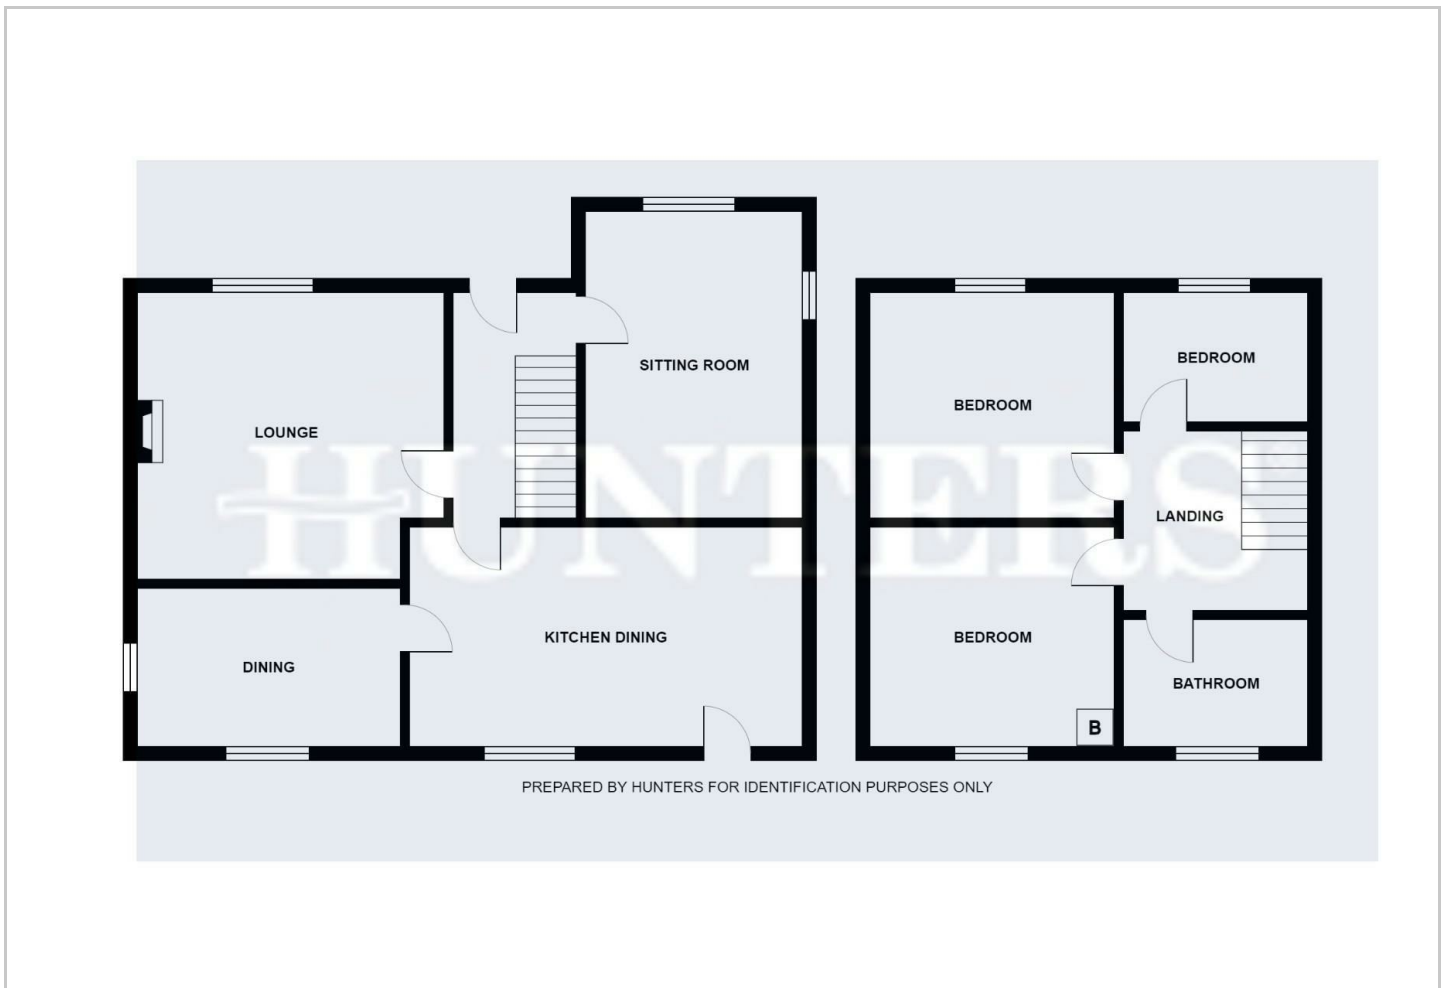 SITTING ROOM
LOUNGE
KITCHEN DINING
DINING
BEDROOM
BEDROOM
LANDING
BEDROOM
BATHROOM
B
HUNTERS®
PREPARED BY HUNTERS FOR IDENTIFICATION PURPOSES ONLY